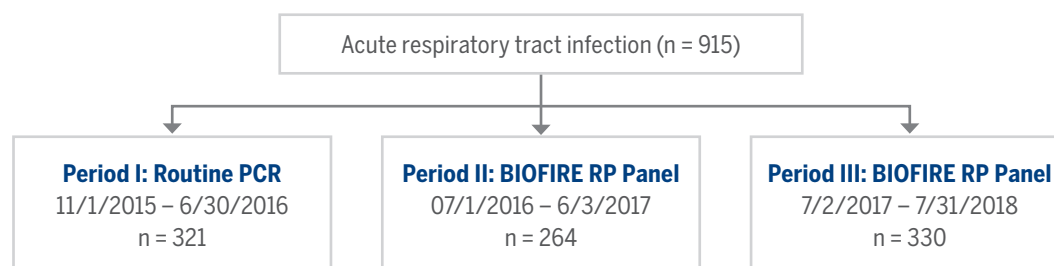 Acute respiratory tract infection (n = 915)
Period I: Routine PCR
11/1/2015 – 6/30/2016
n = 321
Period II: BIOFIRE RP Panel
07/1/2016 – 6/3/2017
n = 264
Period III: BIOFIRE RP Panel
7/2/2017 – 7/31/2018
n = 330